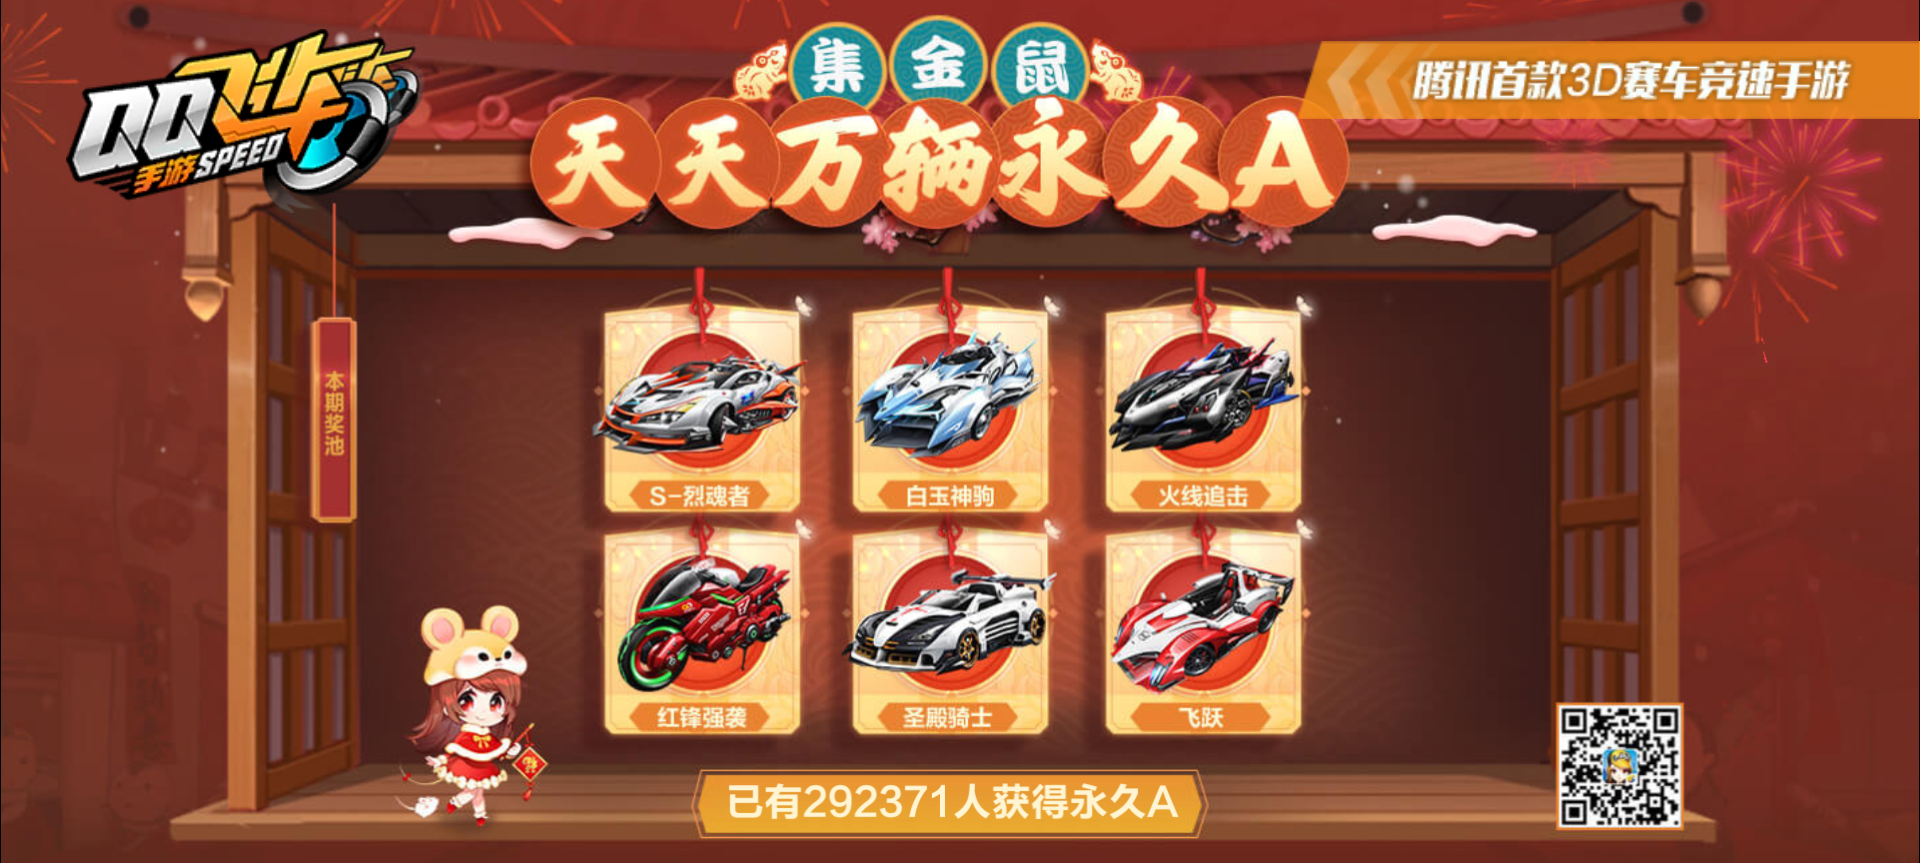 QQ飞车
手游SPEED
集金鼠
天天万辆永久A
腾讯首款3D赛车竞速手游
本期奖池
S-烈魂者
白玉神驹
火线追击
红锋强袭
圣殿骑士
飞跃
已有292371人获得永久A